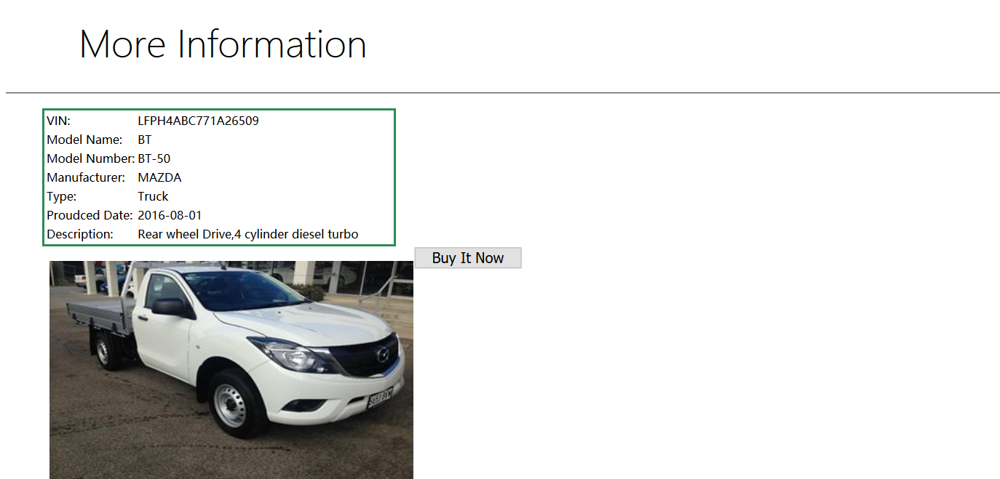 More Information
VIN: LFPH4ABC771A26509
Model Name: BT
Model Number: BT-50
Manufacturer: MAZDA
Type: Truck
Proudced Date: 2016-08-01
Description: Rear wheel Drive,4 cylinder diesel turbo
Buy It Now